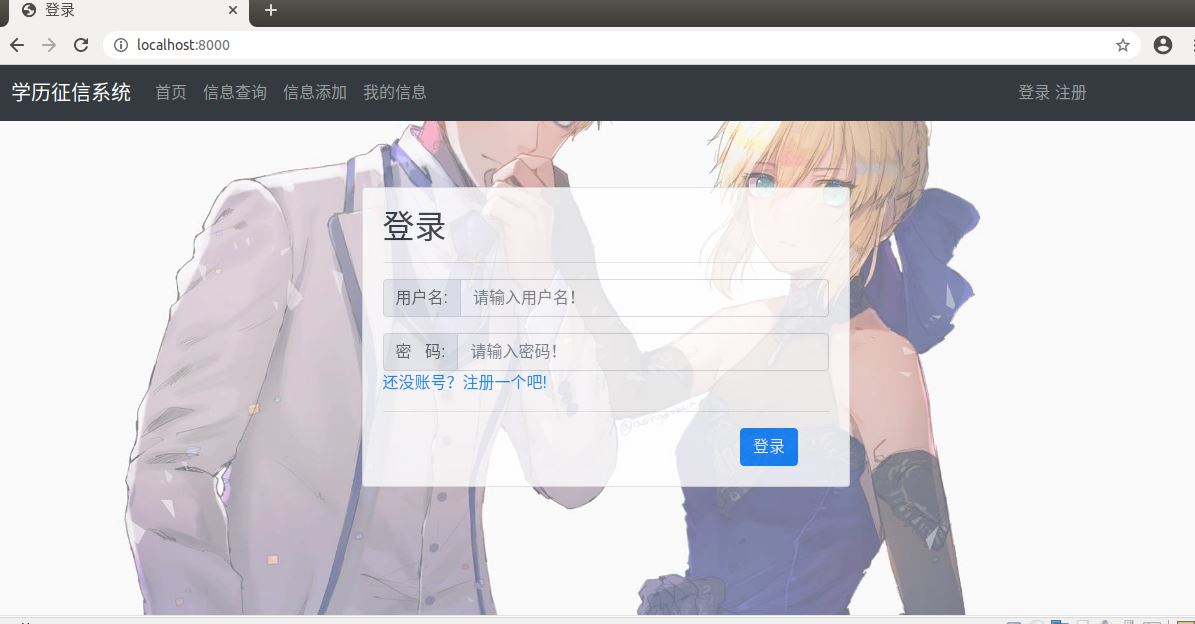 登录
localhost:8000
学历征信系统 首页 信息查询 信息添加 我的信息 登录 注册
登录
用户名: 请输入用户名!
密 码: 请输入密码!
还没账号？注册一个吧!
登录